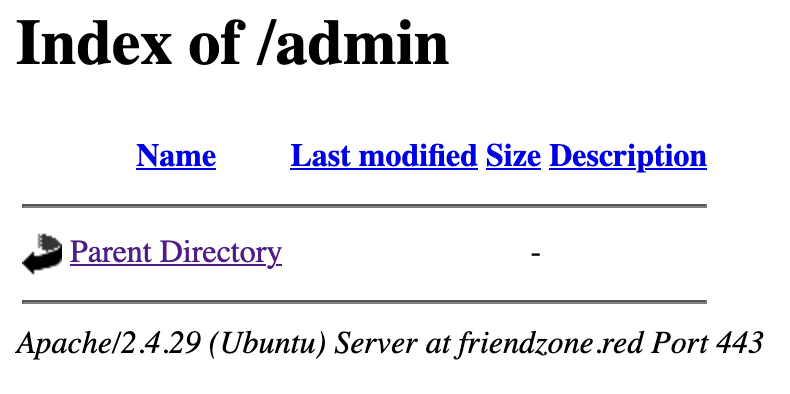 Index of /admin
Name Last modified Size Description
Parent Directory -
Apache/2.4.29 (Ubuntu) Server at friendzone.red Port 443